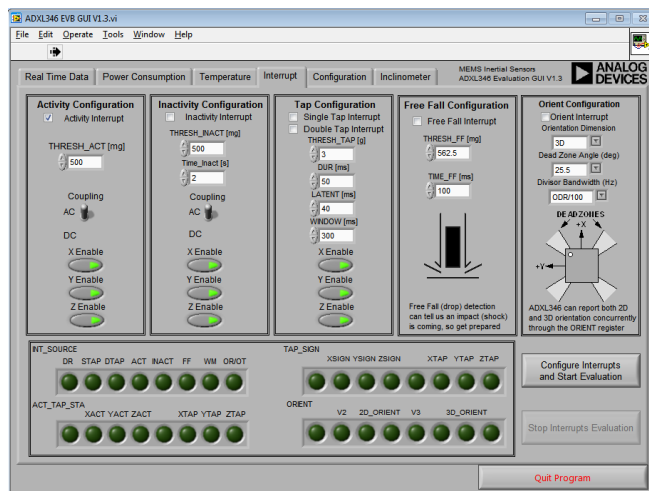 ADXL346 EVB GUI V1.3.vi
File Edit Operate Tools Window Help
Real Time Data Power Consumption Temperature Interrupt Configuration Inclinometer
MEMS Inertial Sensors
ADXL346 Evaluation GUI V1.3
ANALOG
DEVICES
Activity Configuration
Activity Interrupt
THRESH_ACT [mg]
500
Coupling
AC
DC
X Enable
Y Enable
Z Enable
Inactivity Configuration
Inactivity Interrupt
THRESH_INACT [mg]
500
Time_Inact [s]
2
Coupling
AC
DC
X Enable
Y Enable
Z Enable
Tap Configuration
Single Tap Interrupt
Double Tap Interrupt
THRESH_TAP [g]
3
DUR [ms]
50
LATENT [ms]
40
WINDOW [ms]
300
X Enable
Y Enable
Z Enable
Free Fall Configuration
Free Fall Interrupt
THRESH_FF [mg]
562.5
TIME_FF [ms]
100
Free Fall (drop) detection
can tell us an impact (shock)
is coming, so get prepared
Orient Configuration
Orient Interrupt
Orientation Dimension
3D
Dead Zone Angle (deg)
25.5
Divisor Bandwidth (Hz)
ODR/100
DEADZONES
+X
+Y
ADXL346 can report both 2D
and 3D orientation concurrently
through the ORIENT register
INT_SOURCE
DR STAP DTAP ACT INACT FF WM OR/OT
TAP_SIGN
XSIGN YSIGN ZSIGN XTAP YTAP ZTAP
ACT_TAP_STA
XACT YACT ZACT XTAP YTAP ZTAP
ORIENT
V2 2D_ORIENT V3 3D_ORIENT
Configure Interrupts
and Start Evaluation
Stop Interrupts Evaluation
Quit Program